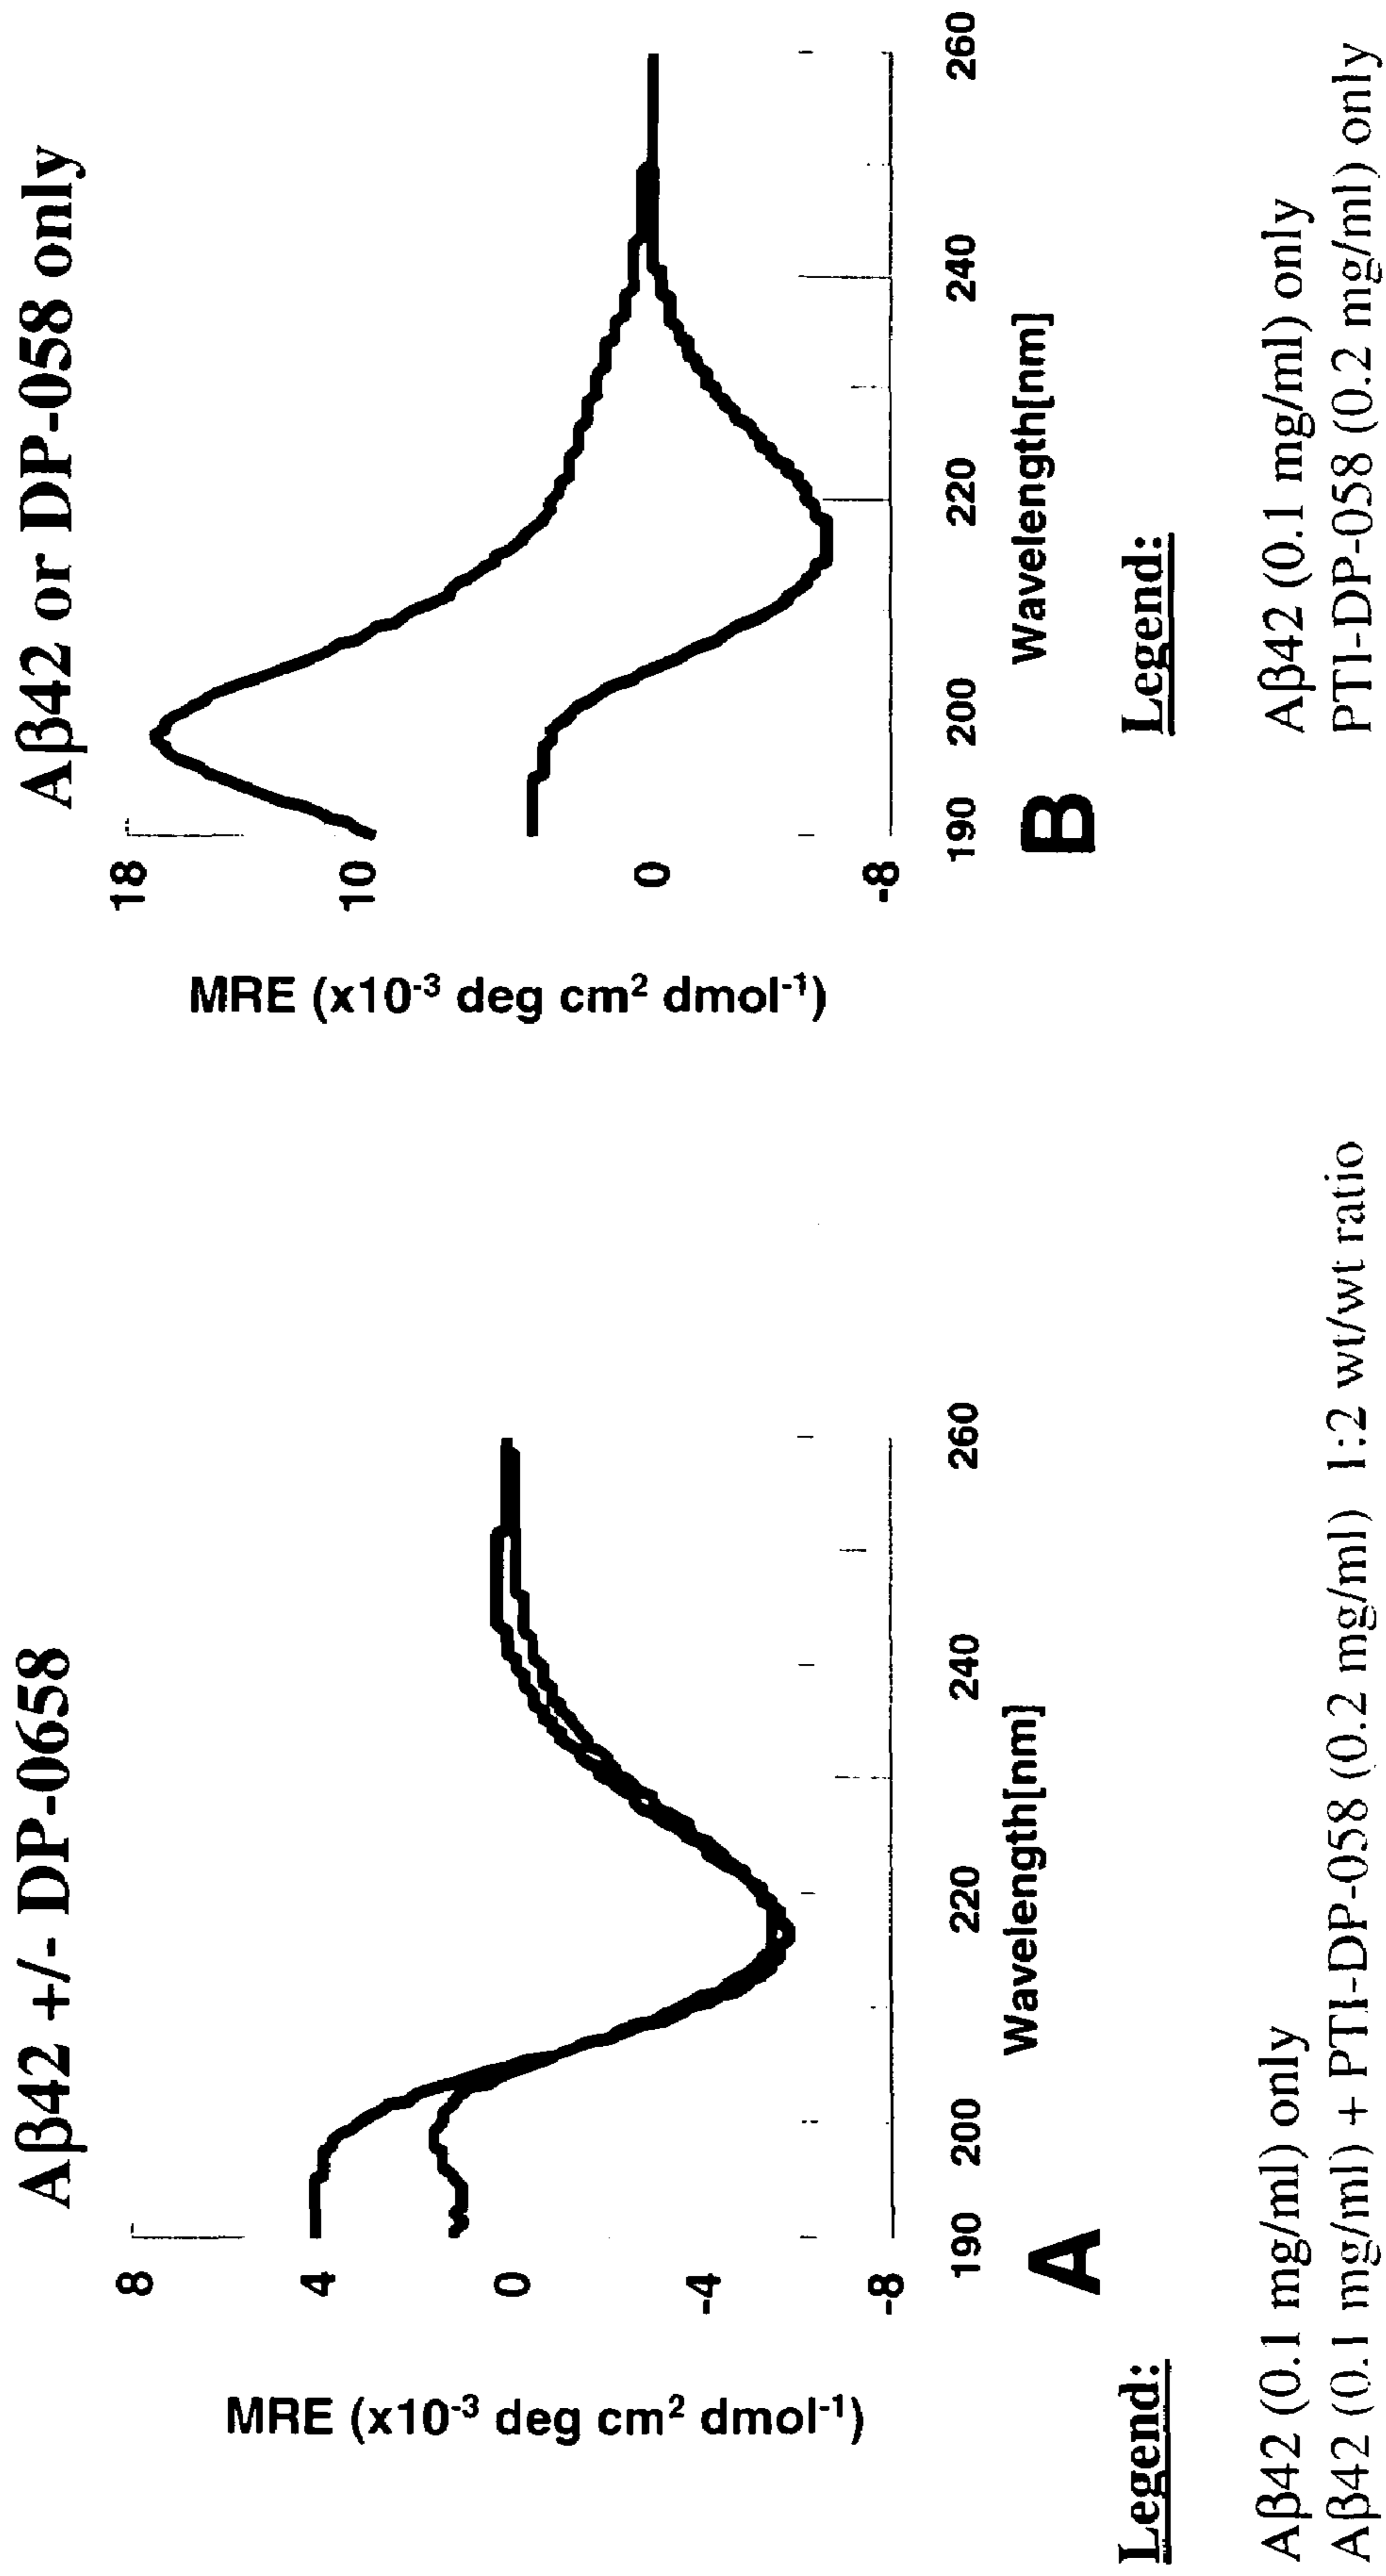 Aβ42 +/- DP-0658
8
4
0
-4
-8
MRE (x10-3 deg cm2 dmol-1)
190 200 220 240 260
Wavelength[nm]
A
Legend:
Aβ42 (0.1 mg/ml) only
Aβ42 (0.1 mg/ml) + PTI-DP-058 (0.2 mg/ml) 1:2 wt/wt ratio
Aβ42 or DP-058 only
18
10
0
-8
MRE (x10-3 deg cm2 dmol-1)
190 200 220 240 260
Wavelength[nm]
B
Legend:
Aβ42 (0.1 mg/ml) only
PTI-DP-058 (0.2 mg/ml) only